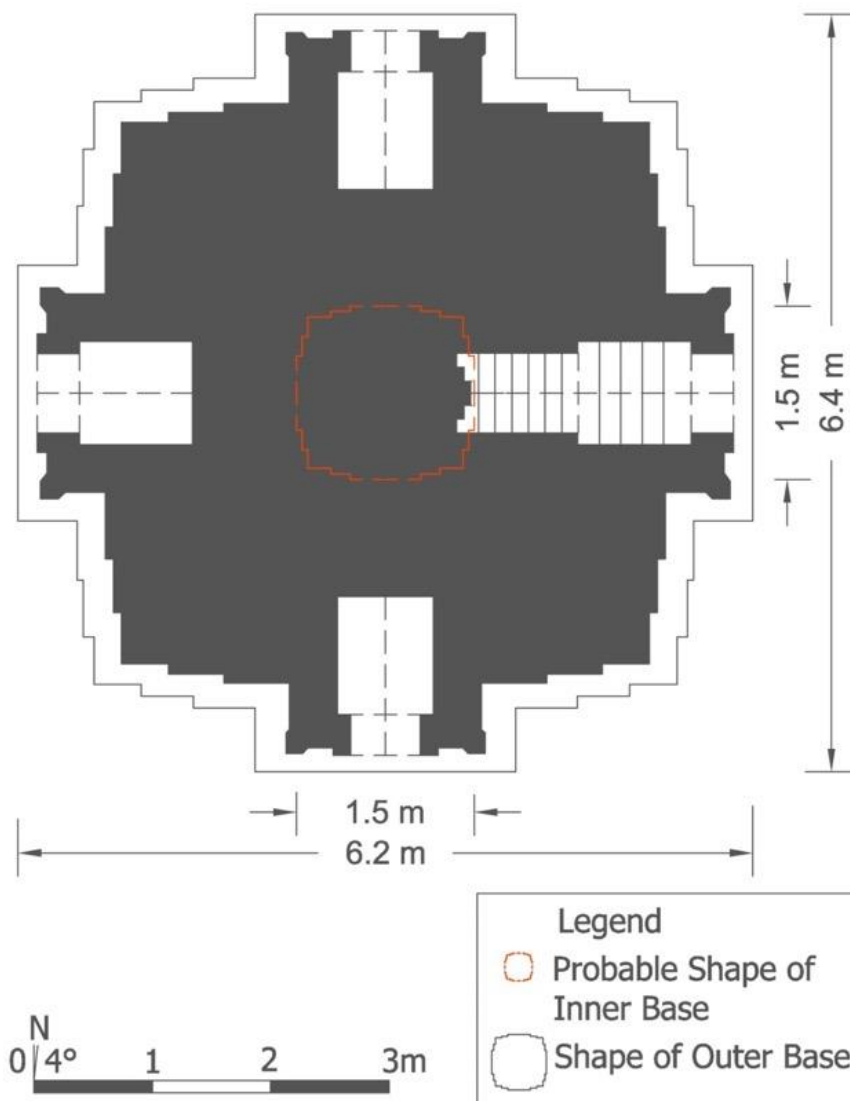 1.5 m
6.4 m
1.5 m
6.2 m
Legend
Probable Shape of
Inner Base
Shape of Outer Base
N
0 4° 1 2 3m